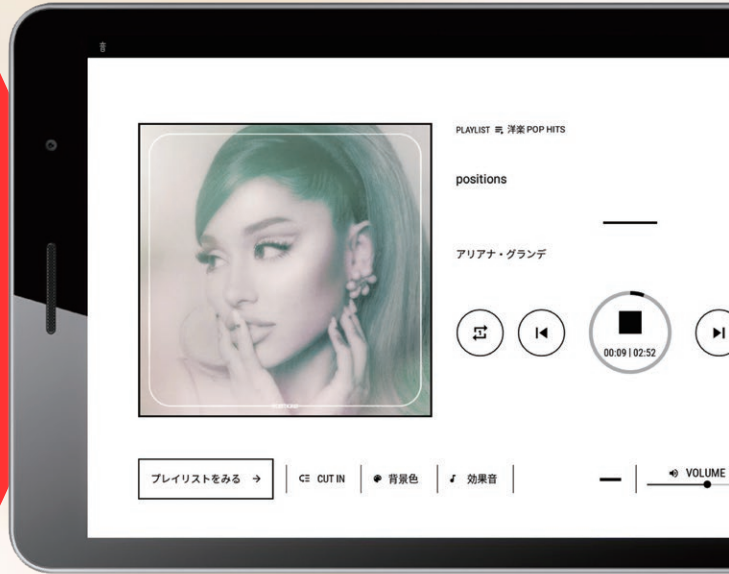 PLAYLIST 洋楽 POP HITS
positions
アリアナ・グランデ
00:09 | 02:52
プレイリストをみる →
CUT IN
背景色
効果音
VOLUME